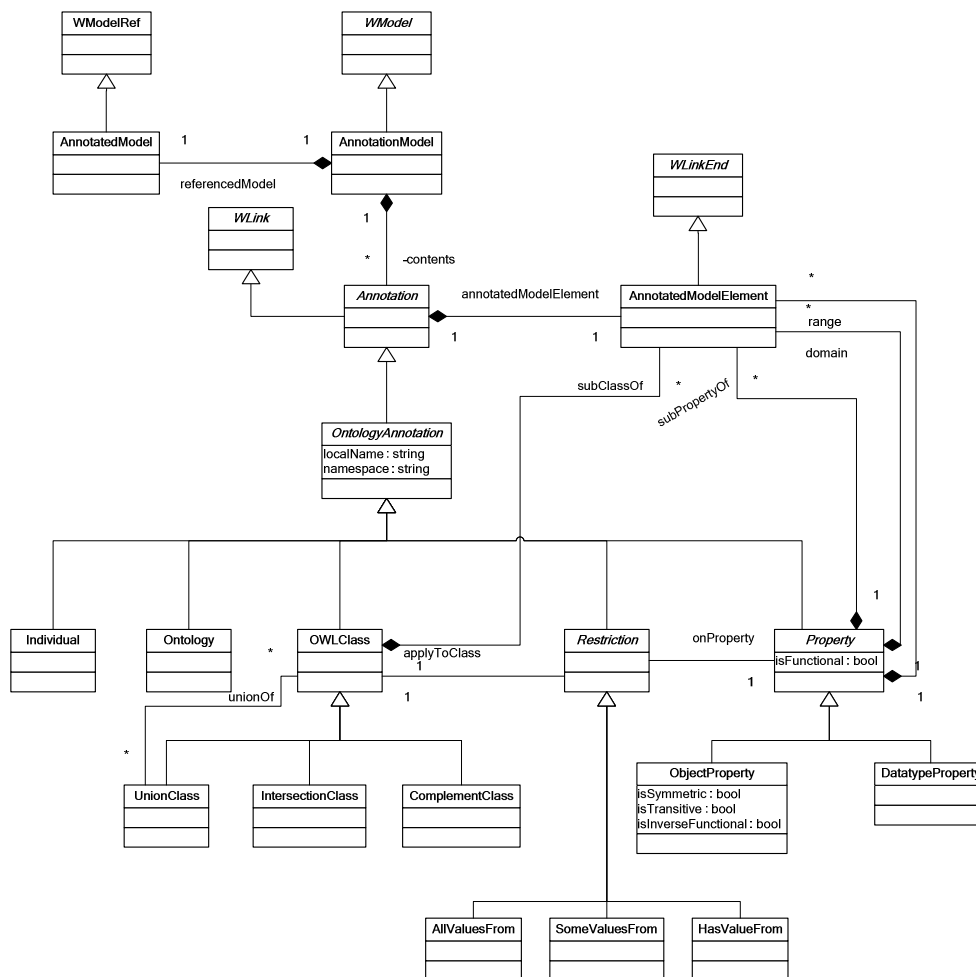 WModelRef
WModel
AnnotatedModel
1
1
AnnotationModel
referencedModel
WLinkEnd
WLink
1
*
-contents
*
Annotation
annotatedModelElement
AnnotatedModelElement
*
1
1
range
domain
subClassOf
*
subPropertyOf
*
OntologyAnnotation
localName : string
namespace : string
1
Individual
Ontology
OWLClass
Restriction
onProperty
Property
*
applyToClass
isFunctional : bool
1
1
unionOf
1
1
1
*
ObjectProperty
DatatypeProperty
UnionClass
IntersectionClass
ComplementClass
isSymmetric : bool
isTransitive : bool
isInverseFunctional : bool
AllValuesFrom
SomeValuesFrom
HasValueFrom